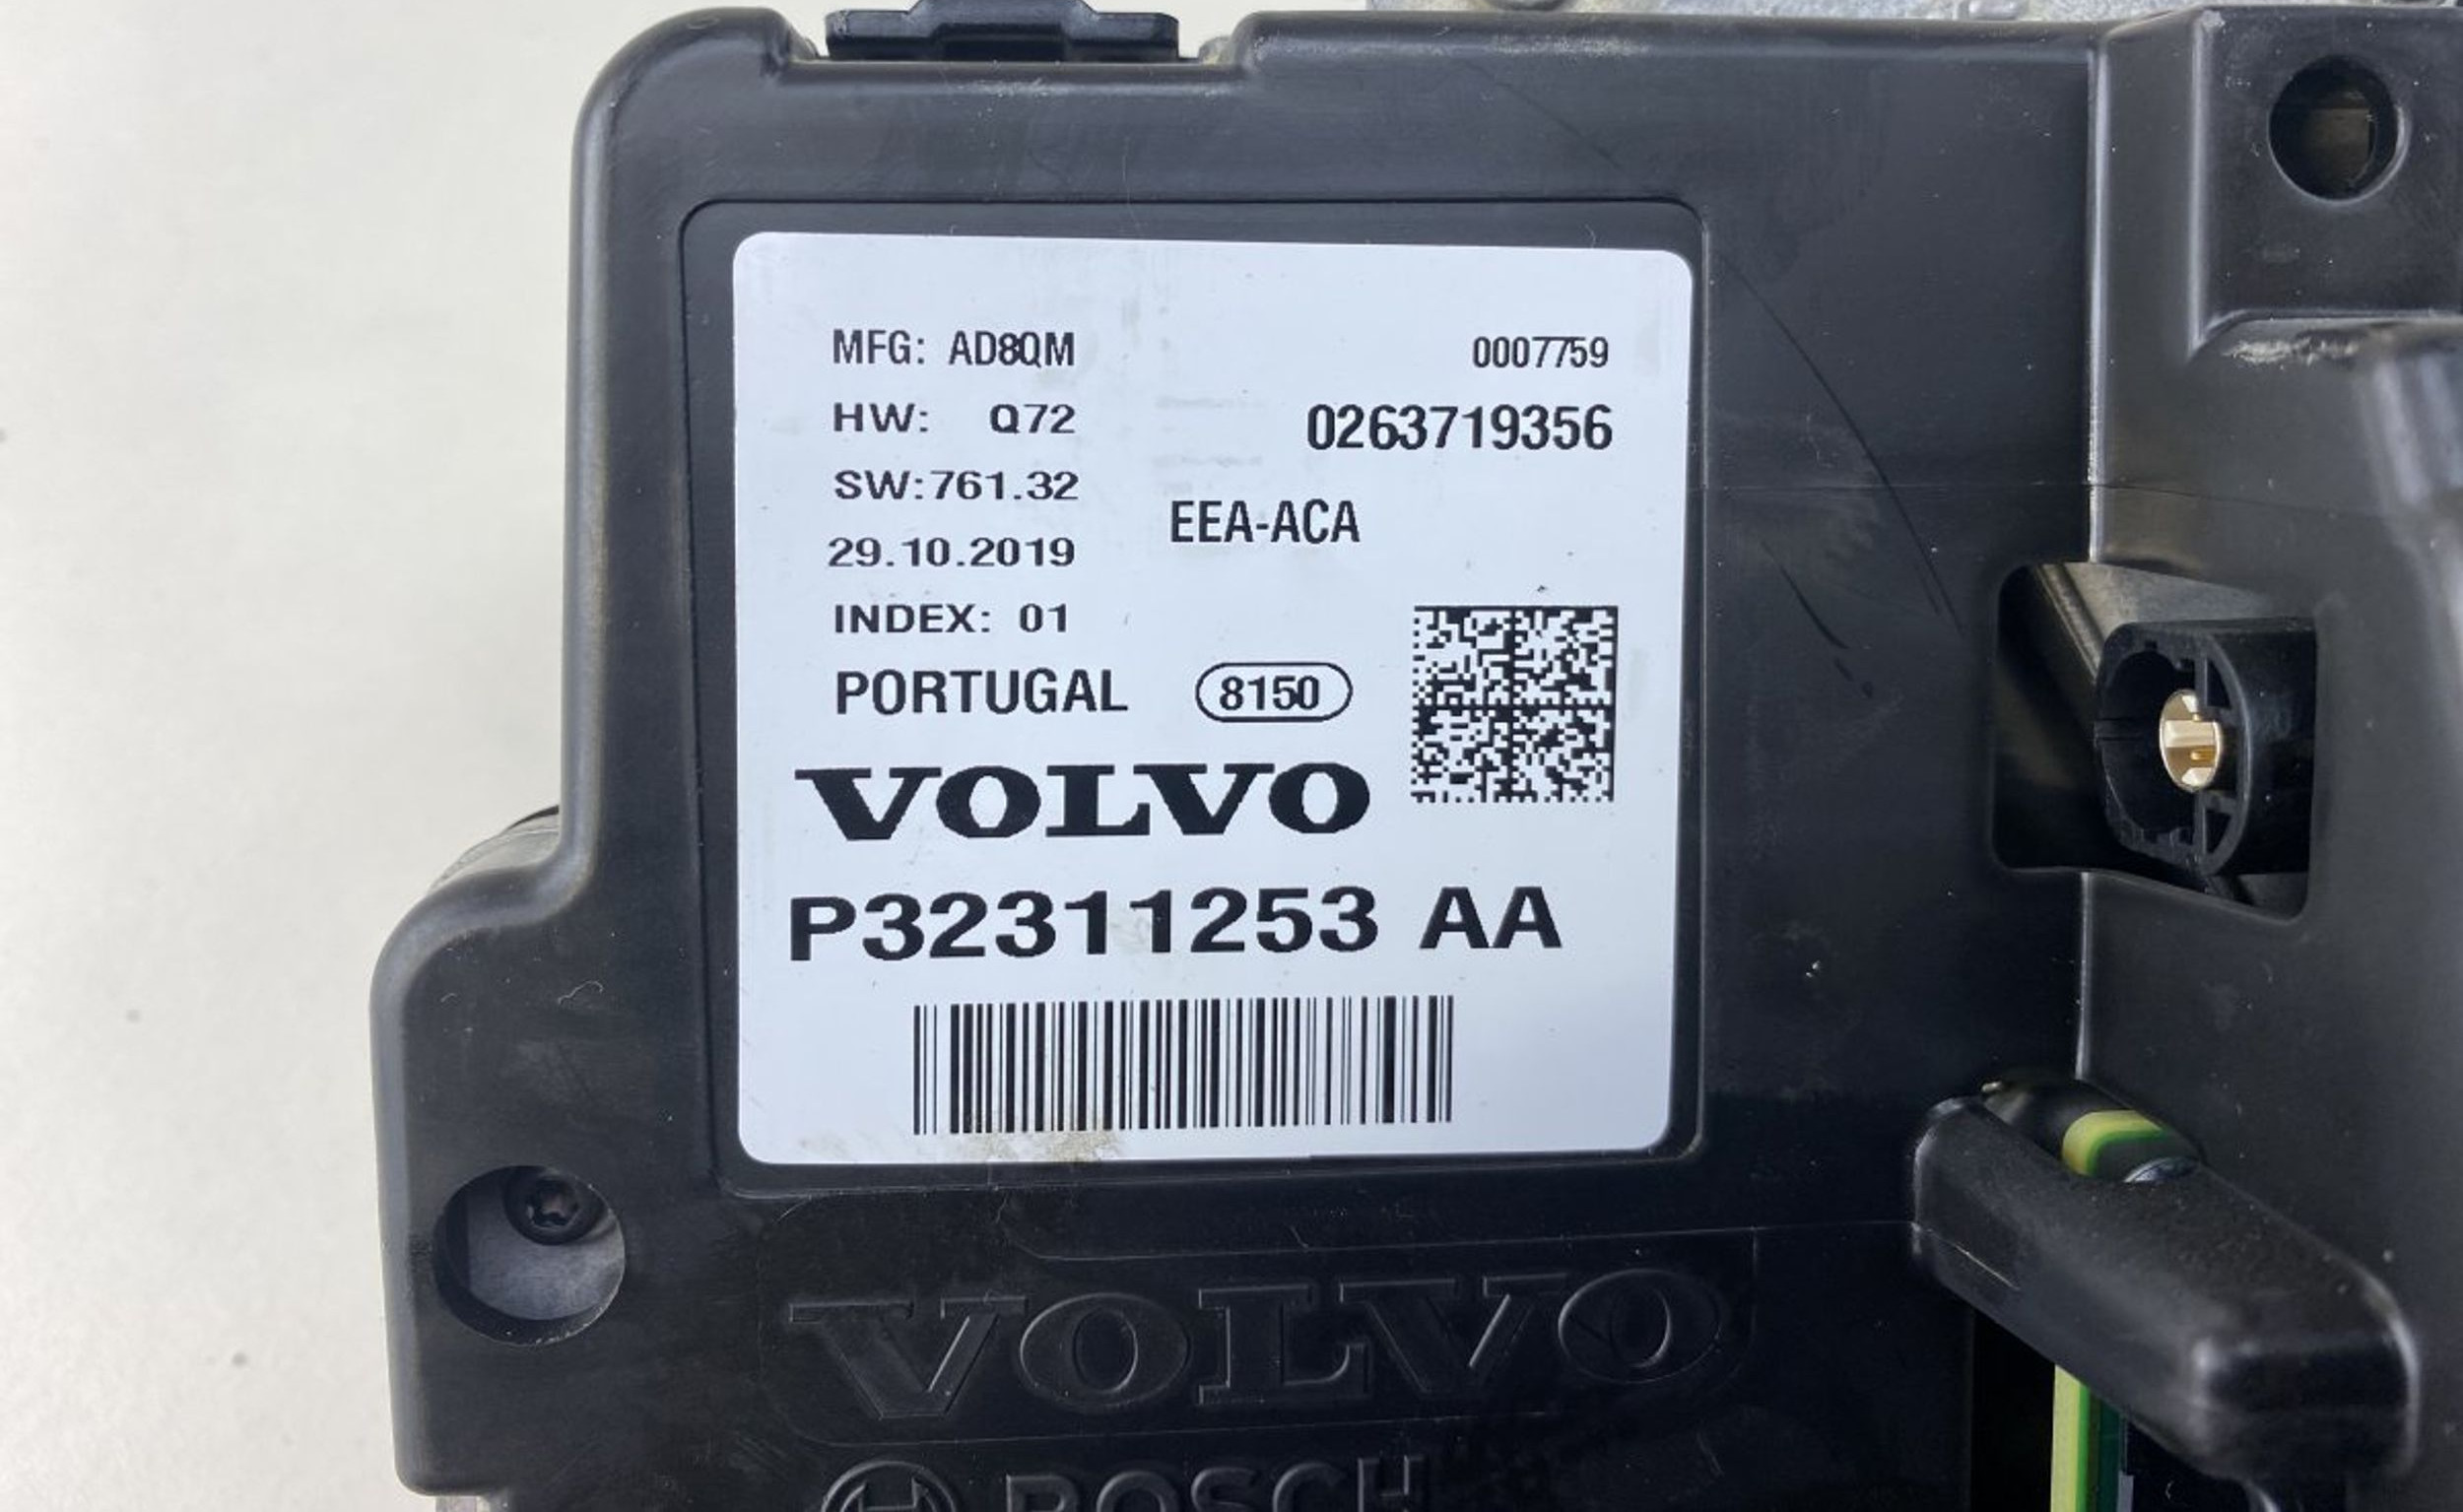 MFG: AD8QM 0007759
HW: Q72 0263719356
SW:761.32
EEA-ACA
29.10.2019
INDEX: 01
PORTUGAL 8150
VOLVO
P32311253 AA
VOLVO
BOSCH